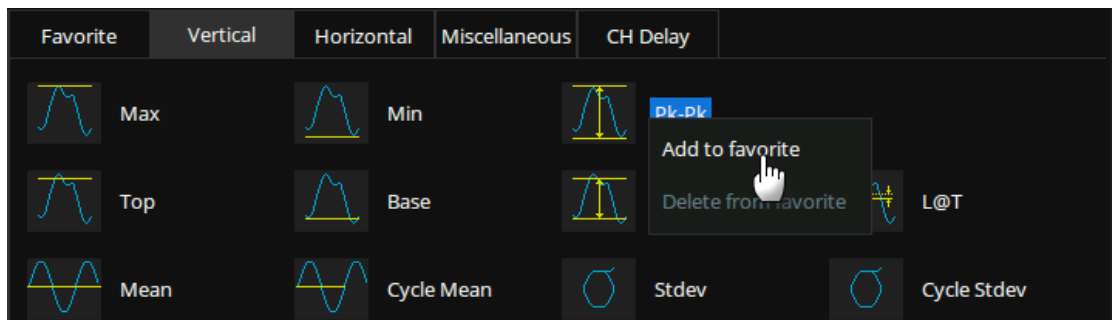 Favorite Vertical Horizontal Miscellaneous CH Delay
Max Min Pk-Pk
Add to favorite
Top Base Delete from favorite L@T
Mean Cycle Mean Stdev Cycle Stdev